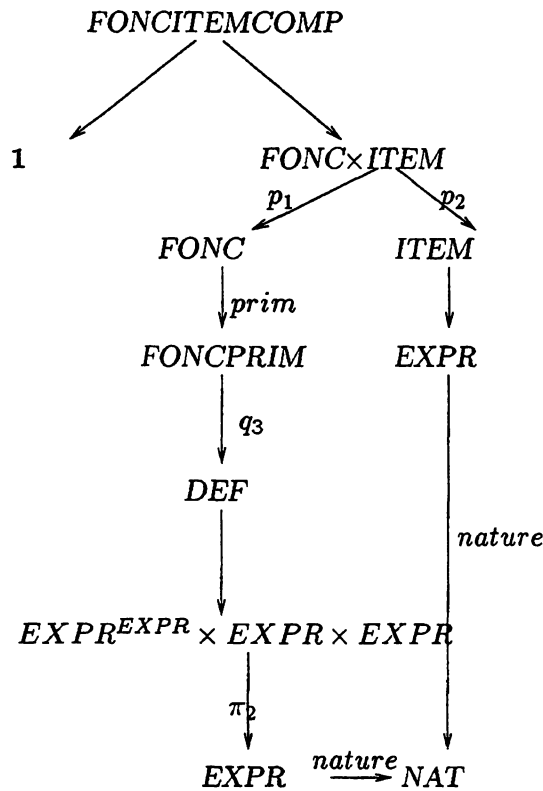 FONCITEMCOMP
1 FONC×ITEM
p₁ p₂
FONC ITEM
prim
FONCPRIM EXPR
q₃
DEF
nature
EXPR^EXPR × EXPR × EXPR
π₂
nature
EXPR NAT